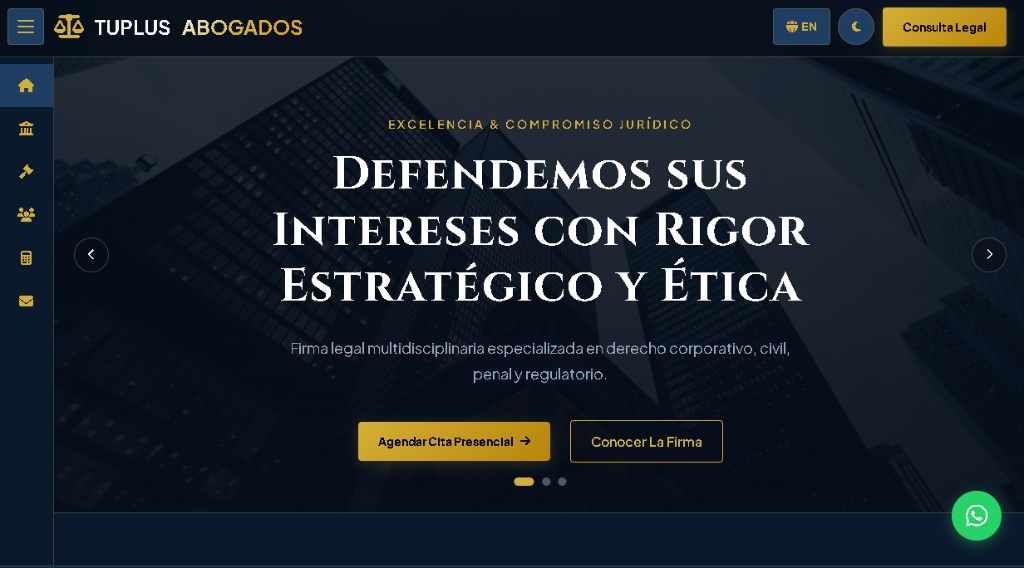 TUPLUS ABOGADOS
EN
Consulta Legal
EXCELENCIA & COMPROMISO JURÍDICO
DEFENDEMOS SUS
INTERESES CON RIGOR
ESTRATÉGICO Y ÉTICA
Firma legal multidisciplinaria especializada en derecho corporativo, civil,
penal y regulatorio.
Agendar Cita Presencial →
Conocer La Firma